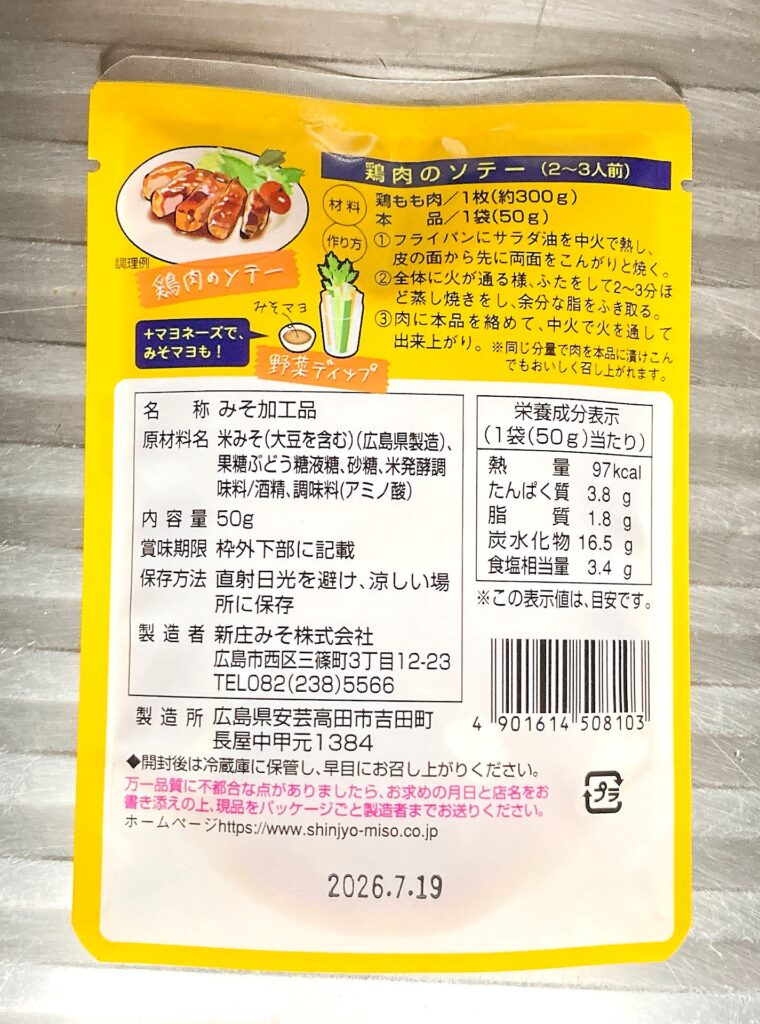 鶏肉のソテー(2〜3人前)
材料
鶏もも肉/1枚(約300g)
本 品/1袋(50g)
作り方
①フライパンにサラダ油を中火で熱し、
皮の面から先に両面をこんがりと焼く。
②全体に火が通る様、ふたをして2〜3分ほ
ど蒸し焼きをし、余分な脂をふき取る。
③肉に本品を絡めて、中火で火を通して
出来上がり。 ※同じ分量で肉を本品に漬けこん
でもおいしく召し上がれます。
調理例
鶏肉のソテー
みそマヨ
+マヨネーズで、
みそマヨも!
野菜ディップ
名 称 みそ加工品
原材料名 米みそ(大豆を含む)(広島県製造)、
果糖ぶどう糖液糖、砂糖、米発酵調
味料/酒精、調味料(アミノ酸)
内容量 50g
賞味期限 枠外下部に記載
保存方法 直射日光を避け、涼しい場
所に保存
製造者 新庄みそ株式会社
広島市西区三篠町3丁目12-23
TEL082(238)5566
製造所 広島県安芸高田市吉田町
長屋中甲元1384
栄養成分表示
(1袋(50g)当たり)
熱 量 97kcal
たんぱく質 3.8 g
脂 質 1.8 g
炭水化物 16.5 g
食塩相当量 3.4 g
※この表示値は、目安です。
4 901614 508103
◆開封後は冷蔵庫に保管し、早目にお召し上がりください。
万一品質に不都合な点がありましたら、お求めの月日と店名をお
書き添えの上、現品をパッケージごと製造者までお送りください。
ホームページhttps://www.shinjyo-miso.co.jp
プラ
2026.7.19